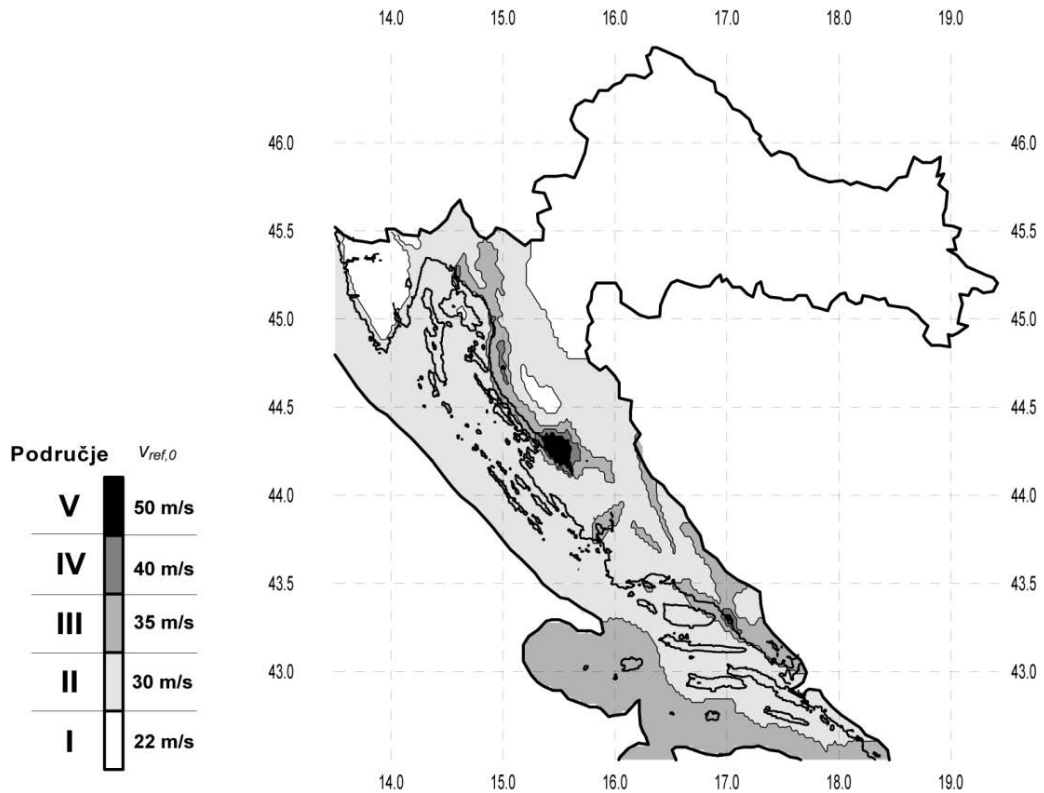 14.0 15.0 16.0 17.0 18.0 19.0
46.0 46.0
45.5 45.5
45.0 45.0
44.5 44.5
Područje Vref,0
44.0 44.0
V 50 m/s
IV 40 m/s
43.5 43.5
III 35 m/s
43.0 43.0
II 30 m/s
I 22 m/s
14.0 15.0 16.0 17.0 18.0 19.0